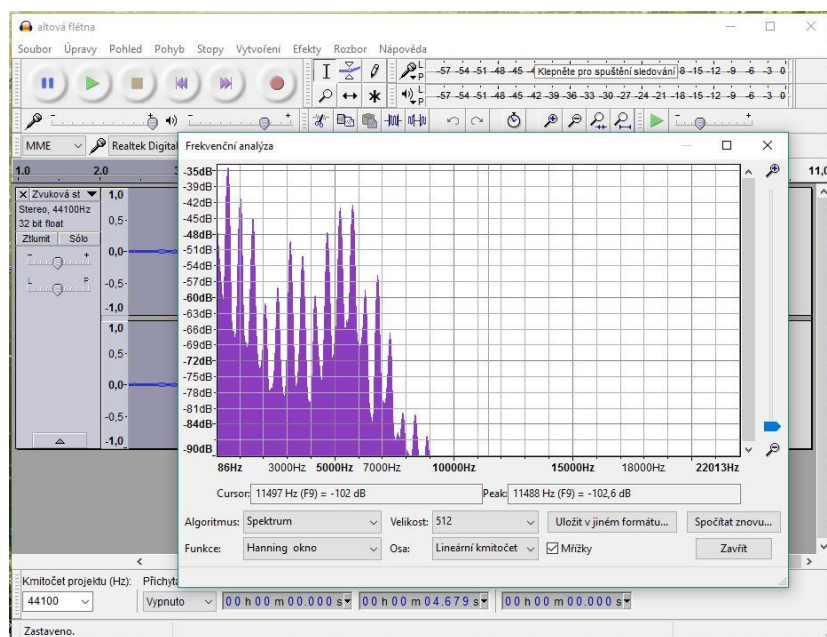 altová flétna
Soubor Úpravy Pohled Pohyb Stopy Vytvoření Efekty Rozbor Nápověda
L
P
-57 -54 -51 -48 -45 Klepněte pro spuštění sledování 8 -15 -12 -9 -6 -3 0
L
P
-57 -54 -51 -48 -45 -42 -39 -36 -33 -30 -27 -24 -21 -18 -15 -12 -9 -6 -3 0
MME Realtek Digital
1.0 2.0 11,0
Frekvenční analýza
Zvuková st
Stereo, 44100Hz
32 bit float
Ztlumit Sólo
- +
L P
1,0
0,5
0,0
-0,5
-1,0
1,0
0,5
0,0
-0,5
-1,0
-35dB
-39dB
-42dB
-45dB
-48dB
-51dB
-54dB
-57dB
-60dB
-63dB
-66dB
-69dB
-72dB
-75dB
-78dB
-81dB
-84dB
-90dB
86Hz 3000Hz 5000Hz 7000Hz 10000Hz 15000Hz 18000Hz 22013Hz
Cursor: 11497 Hz (F9) = -102 dB Peak: 11488 Hz (F9) = -102,6 dB
Algoritmus: Spektrum Velikost: 512 Uložit v jiném formátu... Spočítat znovu...
Funkce: Hanning okno Osa: Lineární kmitočet Mřížky Zavřít
Kmitočet projektu (Hz): Přichyta
44100 Vypnuto 00 h 00 m 00.000 s 00 h 00 m 04.679 s 00 h 00 m 00.000 s
Zastaveno.